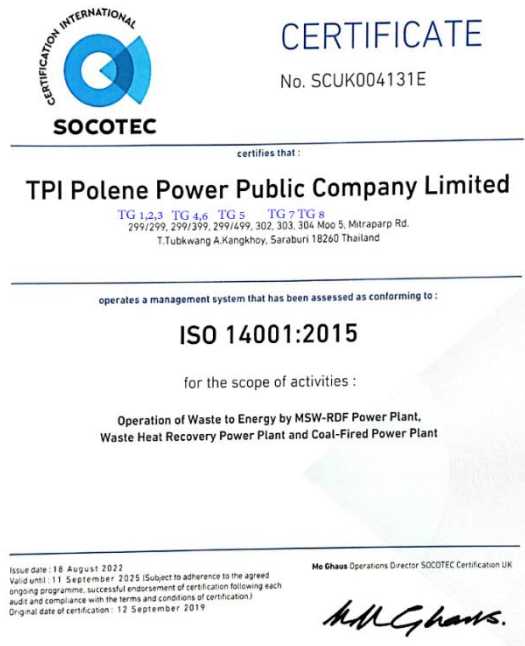 CERTIFICATION INTERNATIONAL
SOCOTEC
CERTIFICATE
No. SCUK004131E
certifies that :
TPI Polene Power Public Company Limited
TG 1,2,3 TG 4,6 TG 5 TG 7 TG 8
299/299, 299/399, 299/499, 302, 303, 304 Moo 5, Mitraparp Rd.
T.Tubkwang A.Kangkhoy, Saraburi 18260 Thailand
operates a management system that has been assessed as conforming to :
ISO 14001:2015
for the scope of activities :
Operation of Waste to Energy by MSW-RDF Power Plant,
Waste Heat Recovery Power Plant and Coal-Fired Power Plant
Issue date : 18 August 2022
Valid until : 11 September 2025 (Subject to adherence to the agreed
ongoing programme, successful endorsement of certification following each
audit and compliance with the terms and conditions of certification.)
Original date of certification : 12 September 2019
Mo Ghaus Operations Director SOCOTEC Certification UK